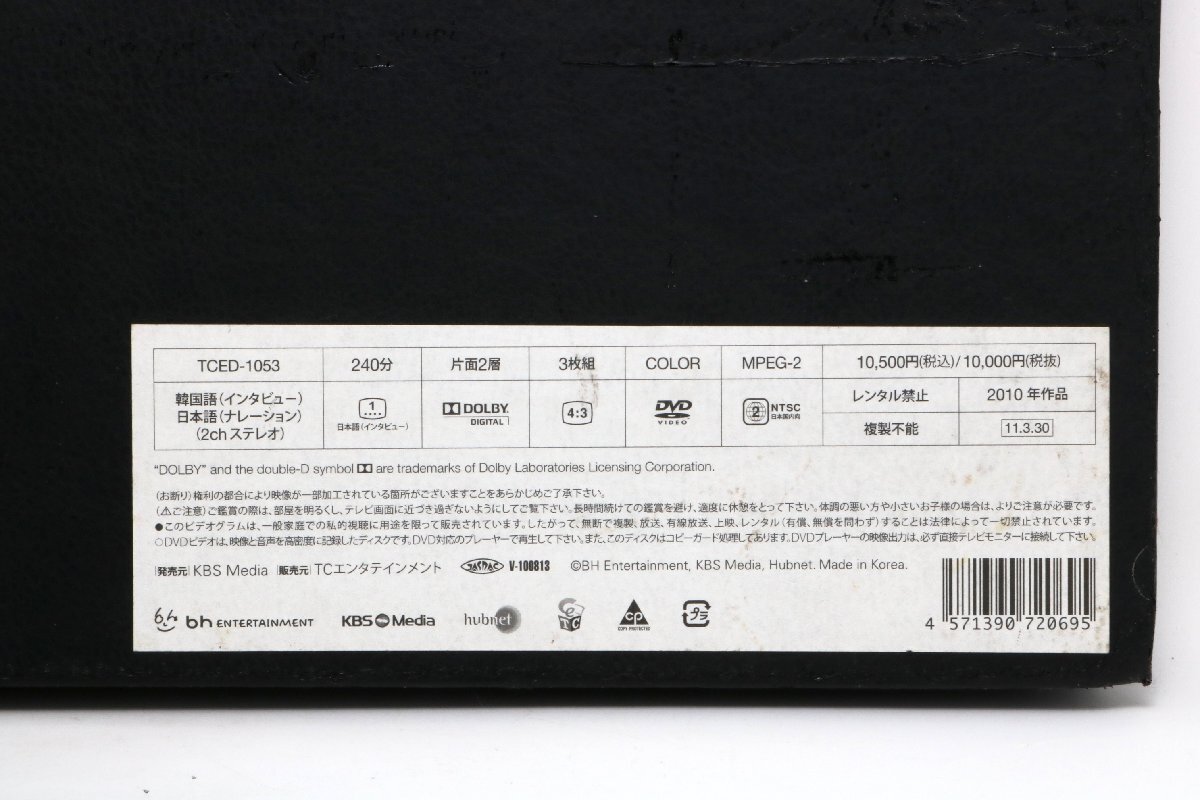 TCED-1053 240分 片面2層 3枚組 COLOR MPEG-2 10,500円(税込)/10,000円(税抜)
韓国語(インタビュー)
日本語(ナレーション)
(2ch ステレオ)
1
日本語(インタビュー)
DOLBY
DIGITAL
4:3
DVD
VIDEO
2 NTSC
日本国内向
レンタル禁止 2010年作品
複製不能 11.3.30
"DOLBY" and the double-D symbol are trademarks of Dolby Laboratories Licensing Corporation.
(お断り)権利の都合により映像が一部加工されている箇所がございますことをあらかじめご了承下さい。
(⚠ご注意)ご鑑賞の際は、部屋を明るくし、テレビ画面に近づき過ぎないようにしてご覧下さい。長時間続けての鑑賞を避け、適度に休憩をとって下さい。体調の悪い方や小さいお子様の場合は、よりご注意が必要です。
●このビデオグラムは、一般家庭での私的視聴に用途を限って販売されています。したがって、無断で複製、放送、有線放送、上映、レンタル(有償、無償を問わず)することは法律によって一切禁止されています。
○DVDビデオは、映像と音声を高密度に記録したディスクです。DVD対応のプレーヤーで再生して下さい。また、このディスクはコピーガード処理してあります。DVDプレーヤーの映像出力は、必ず直接テレビモニターに接続して下さい。
[発売元] KBS Media [販売元] TCエンタテインメント JASRAC V-100813 ©BH Entertainment, KBS Media, Hubnet. Made in Korea.
bh ENTERTAINMENT KBS Media hubnet CP COPY PROTECTED プラ
4 571390 720695